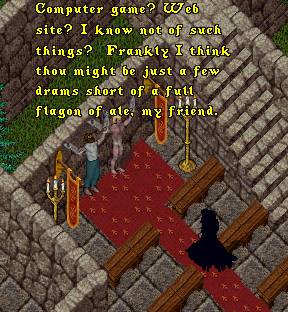 Computer game? Web
site? I know not of such
things? Frankly I think
thou might be just a few
drams short of a full
flagon of ale, my friend.